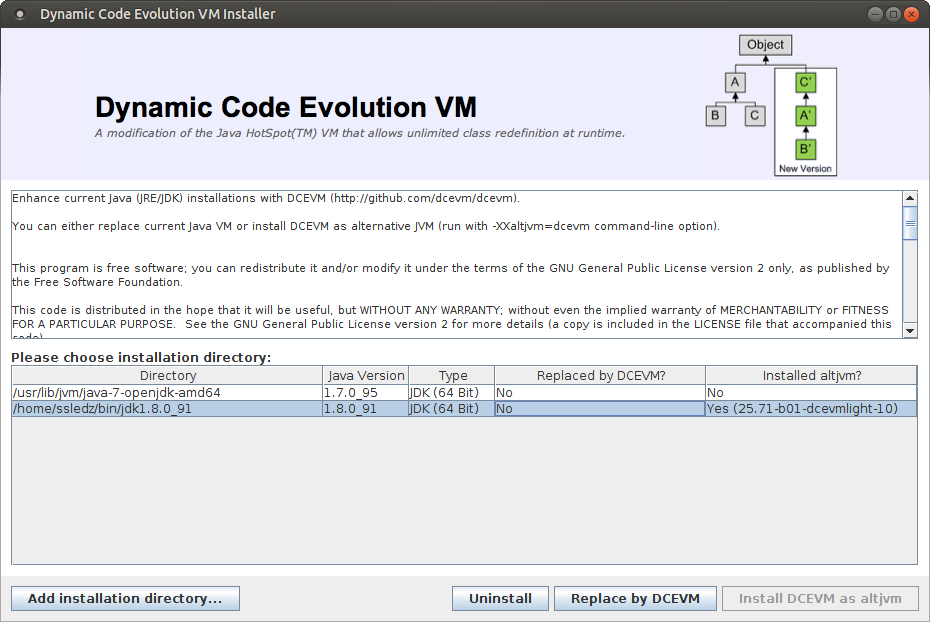 Dynamic Code Evolution VM Installer
Object
A
C'
B
C
A'
B'
New Version
Dynamic Code Evolution VM
A modification of the Java HotSpot(TM) VM that allows unlimited class redefinition at runtime.
Enhance current Java (JRE/JDK) installations with DCEVM (http://github.com/dcevm/dcevm).
You can either replace current Java VM or install DCEVM as alternative JVM (run with -XXaltjvm=dcevm command-line option).
This program is free software; you can redistribute it and/or modify it under the terms of the GNU General Public License version 2 only, as published by
the Free Software Foundation.
This code is distributed in the hope that it will be useful, but WITHOUT ANY WARRANTY; without even the implied warranty of MERCHANTABILITY or FITNESS
FOR A PARTICULAR PURPOSE.  See the GNU General Public License version 2 for more details (a copy is included in the LICENSE file that accompanied this
code).
Please choose installation directory:
Directory Java Version Type Replaced by DCEVM? Installed altjvm?
/usr/lib/jvm/java-7-openjdk-amd64 1.7.0_95 JDK (64 Bit) No No
/home/ssledz/bin/jdk1.8.0_91 1.8.0_91 JDK (64 Bit) No Yes (25.71-b01-dcevmlight-10)
Add installation directory... Uninstall Replace by DCEVM Install DCEVM as altjvm